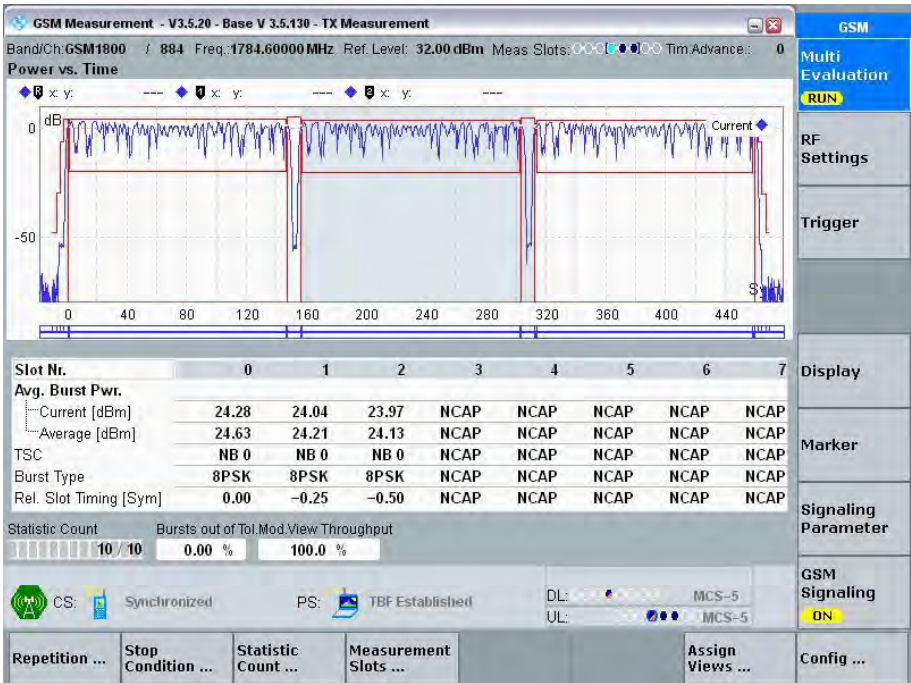 GSM Measurement - V3.5.20 - Base V 3.5.130 - TX Measurement
GSM
Band/Ch:GSM1800 / 884 Freq.:1784.60000 MHz Ref. Level: 32.00 dBm Meas Slots: Tim Advance.: 0
Multi
Evaluation
RUN
Power vs. Time
R x: y: --- 1 x: y: --- 2 x: y: ---
dB
Current
0
-50
0 40 80 120 160 200 240 280 320 360 400 440
RF
Settings
Trigger
Slot Nr. 0 1 2 3 4 5 6 7
Avg. Burst Pwr.
Current [dBm] 24.28 24.04 23.97 NCAP NCAP NCAP NCAP NCAP
Average [dBm] 24.63 24.21 24.13 NCAP NCAP NCAP NCAP NCAP
TSC NB 0 NB 0 NB 0 NCAP NCAP NCAP NCAP NCAP
Burst Type 8PSK 8PSK 8PSK NCAP NCAP NCAP NCAP NCAP
Rel. Slot Timing [Sym] 0.00 -0.25 -0.50 NCAP NCAP NCAP NCAP NCAP
Display
Marker
Signaling
Parameter
Statistic Count Bursts out of Tol. Mod.View Throughput
10 / 10 0.00 % 100.0 %
CS: Synchronized PS: TBF Established DL: MCS-5
UL: MCS-5
GSM
Signaling
ON
Repetition ...
Stop
Condition ...
Statistic
Count ...
Measurement
Slots ...
Assign
Views ...
Config ...